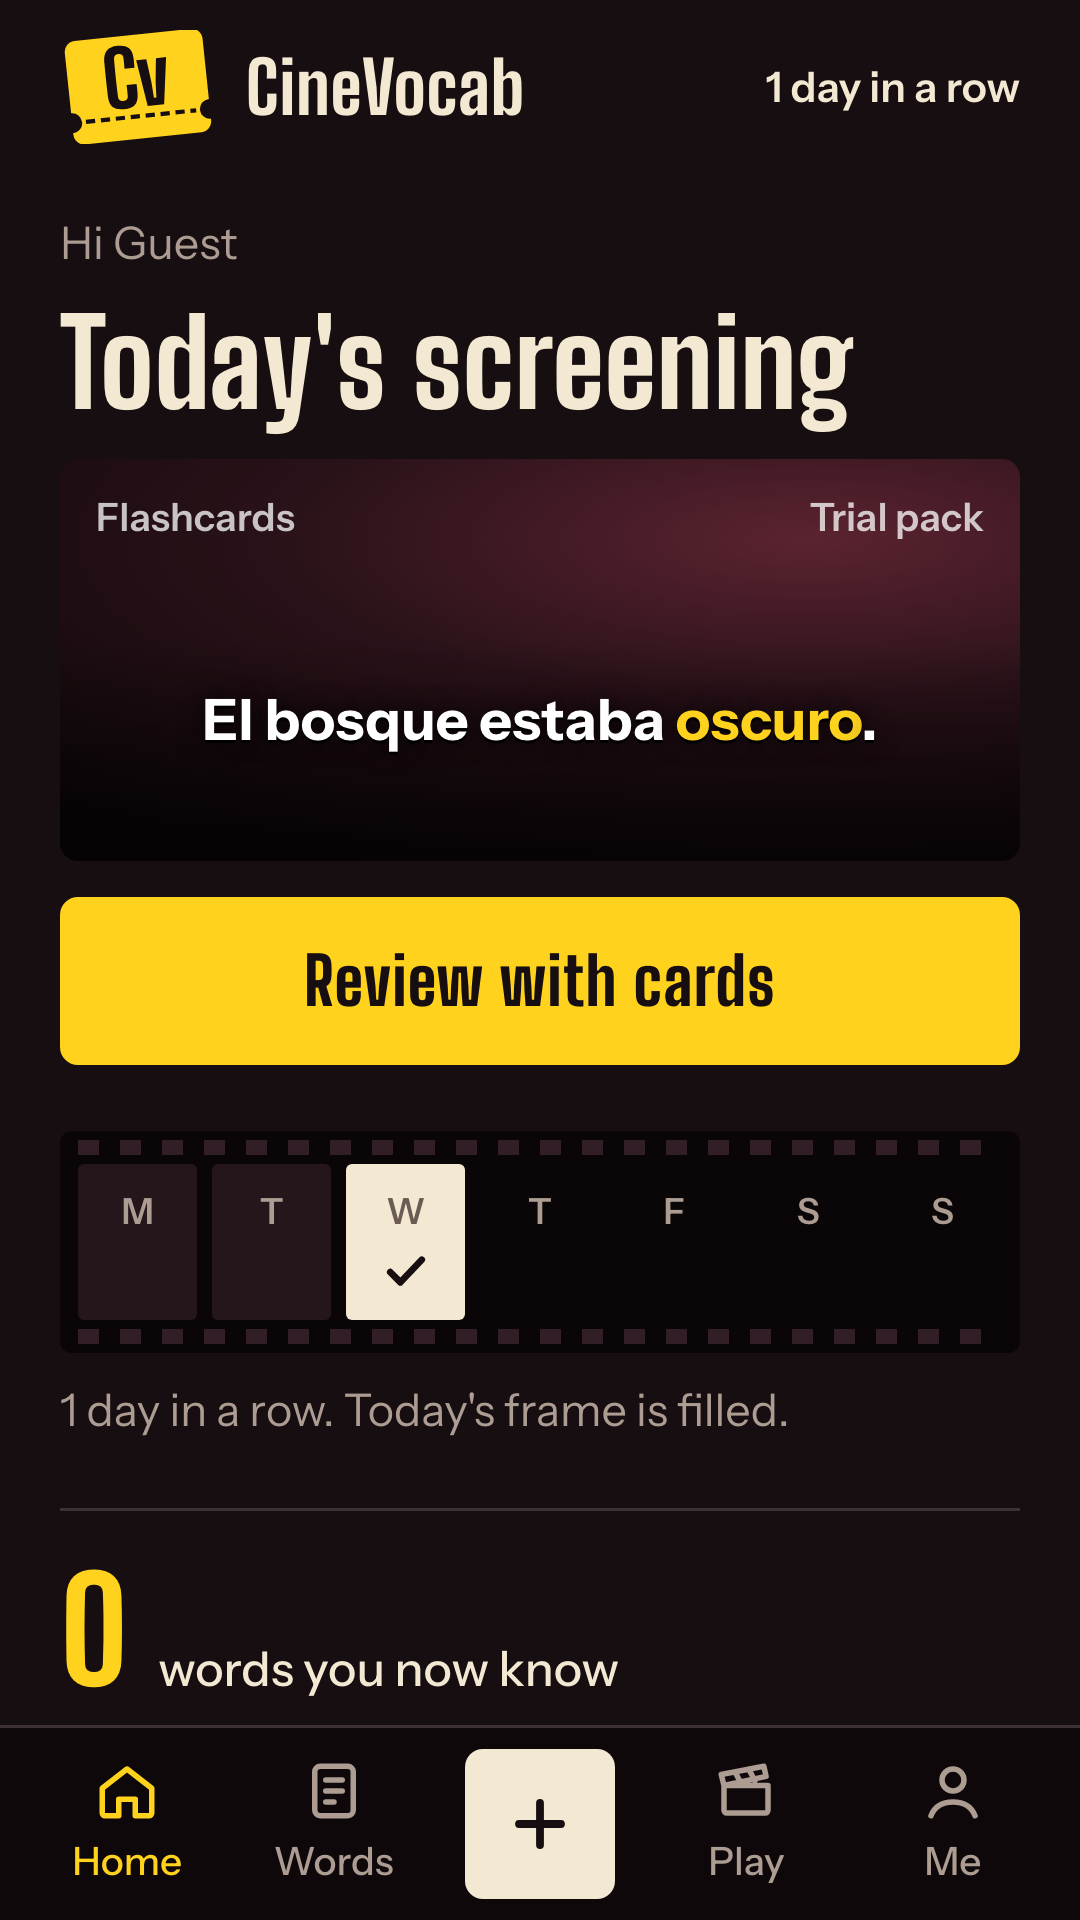 Cv CineVocab 1 day in a row
Hi Guest
Today's screening
Flashcards Trial pack
El bosque estaba oscuro.
Review with cards
M T W T F S S
1 day in a row. Today's frame is filled.
0 words you now know
Home Words Play Me